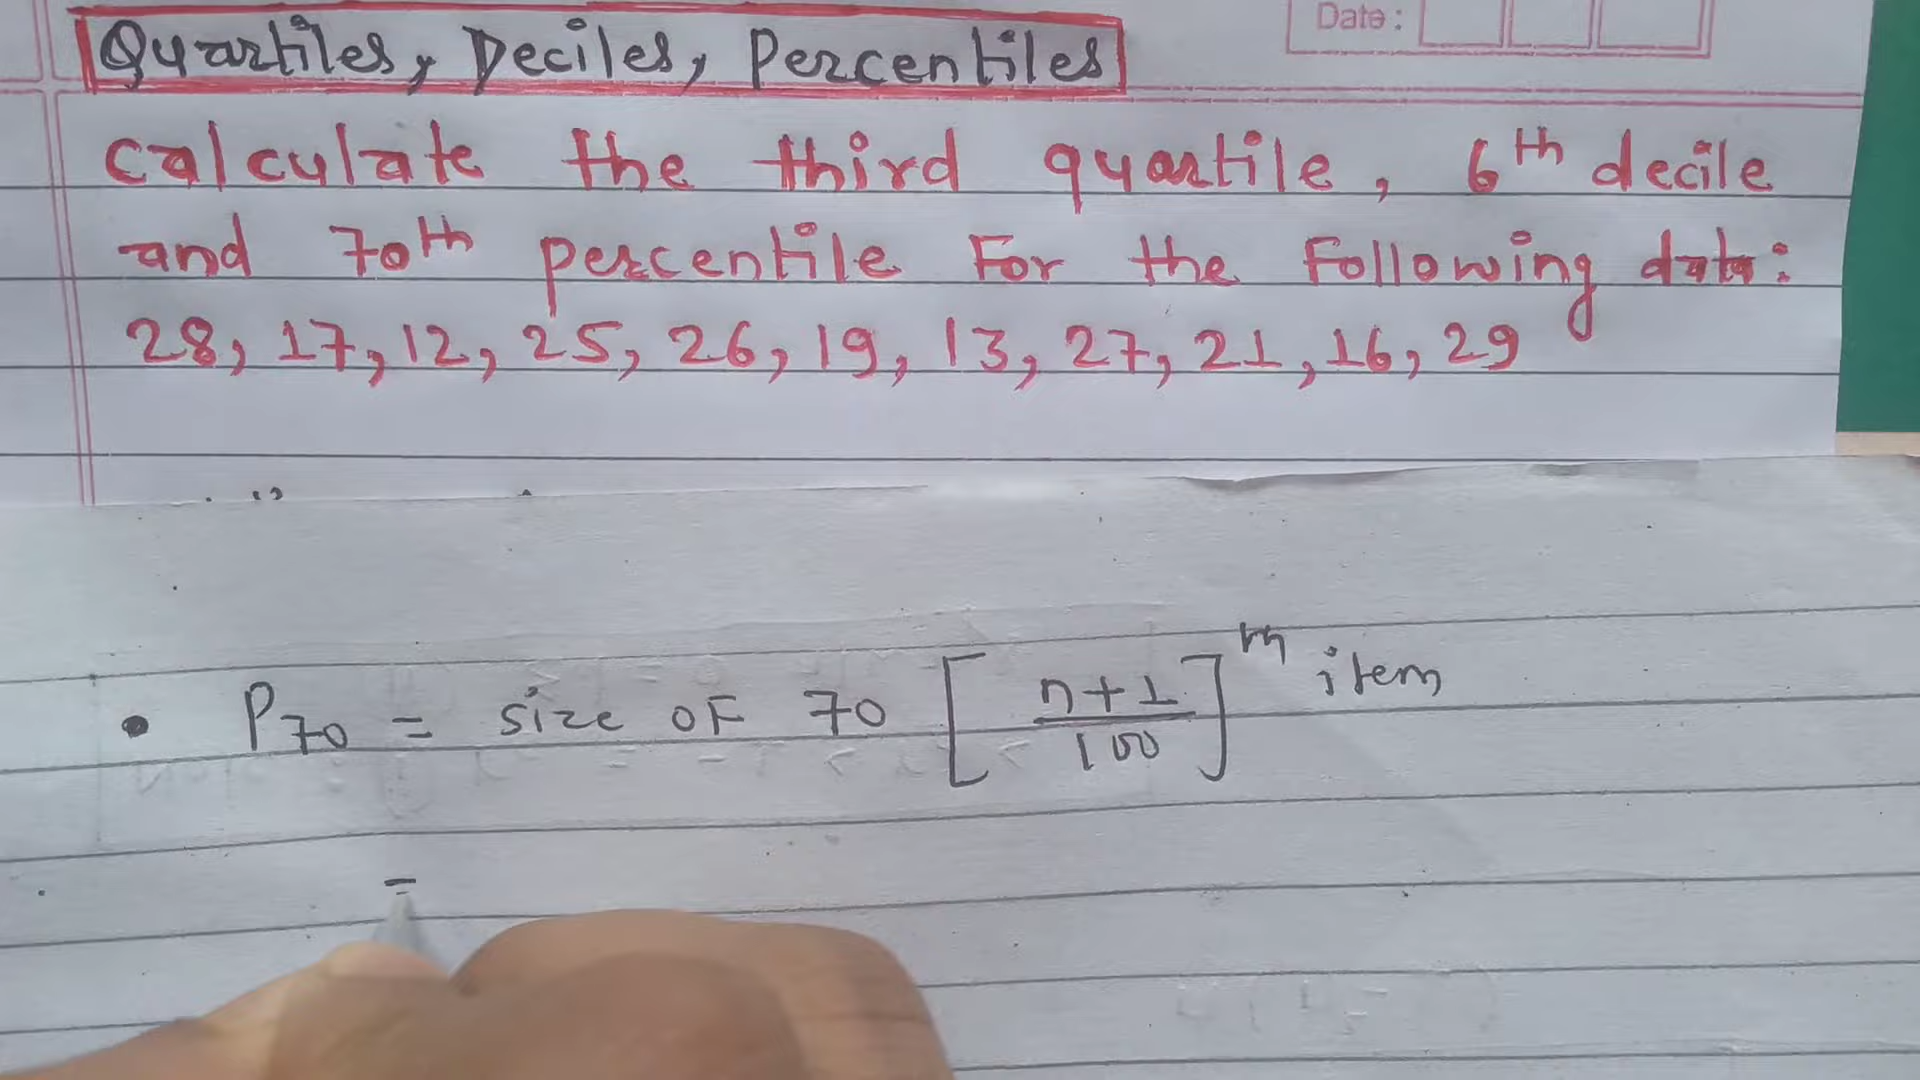 Date :
Quartiles, Deciles, Percentiles
calculate the third quartile, 6th decile
and 70th percentile For the Following data:
28, 17, 12, 25, 26, 19, 13, 27, 21, 16, 29
• P70 = size of 70 [ n+1 / 100 ]th item
=